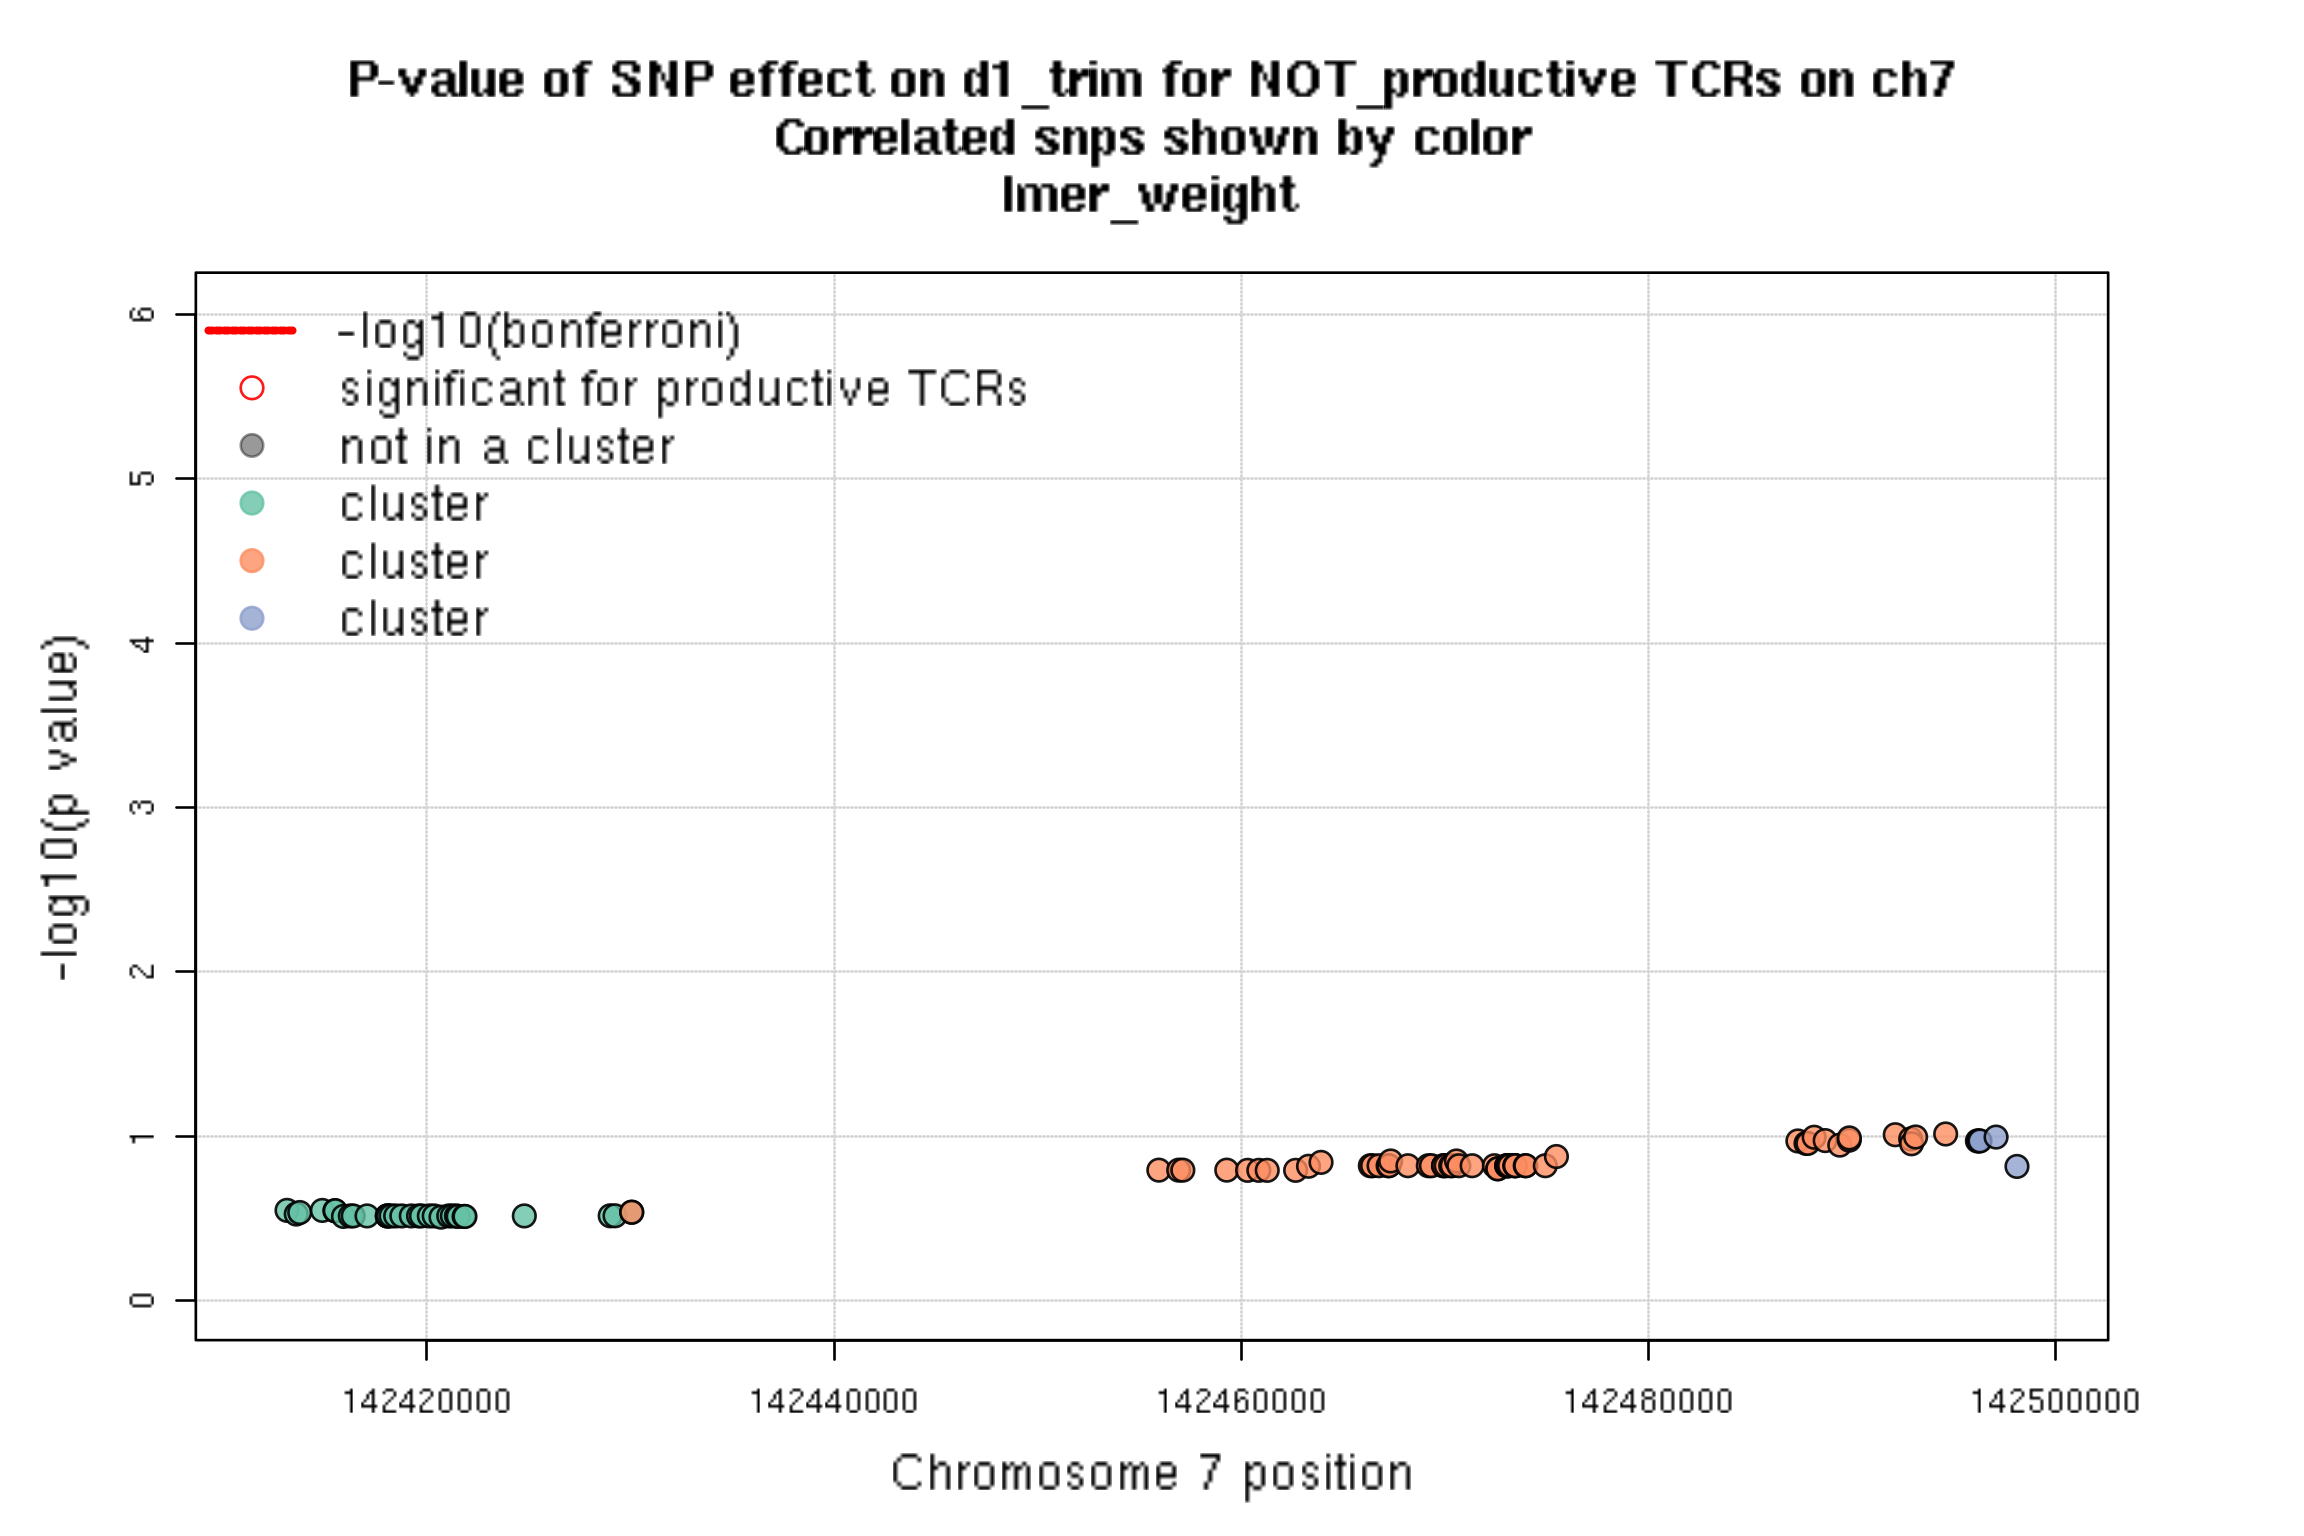 P-value of SNP effect on d1_trim for NOT_productive TCRs on ch7
Correlated snps shown by color
lmer_weight
-log10(bonferroni)
significant for productive TCRs
not in a cluster
cluster
cluster
cluster
-log10(p value)
6
5
4
3
2
1
0
142420000 142440000 142460000 142480000 142500000
Chromosome 7 position